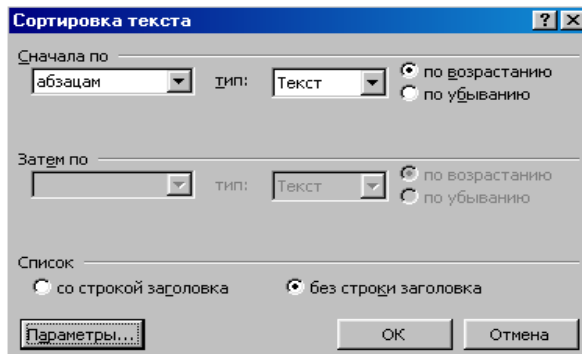 Сортировка текста
Сначала по
абзацам тип: Текст по возрастанию
по убыванию
Затем по
тип: Текст по возрастанию
по убыванию
Список
со строкой заголовка без строки заголовка
Параметры... ОК Отмена